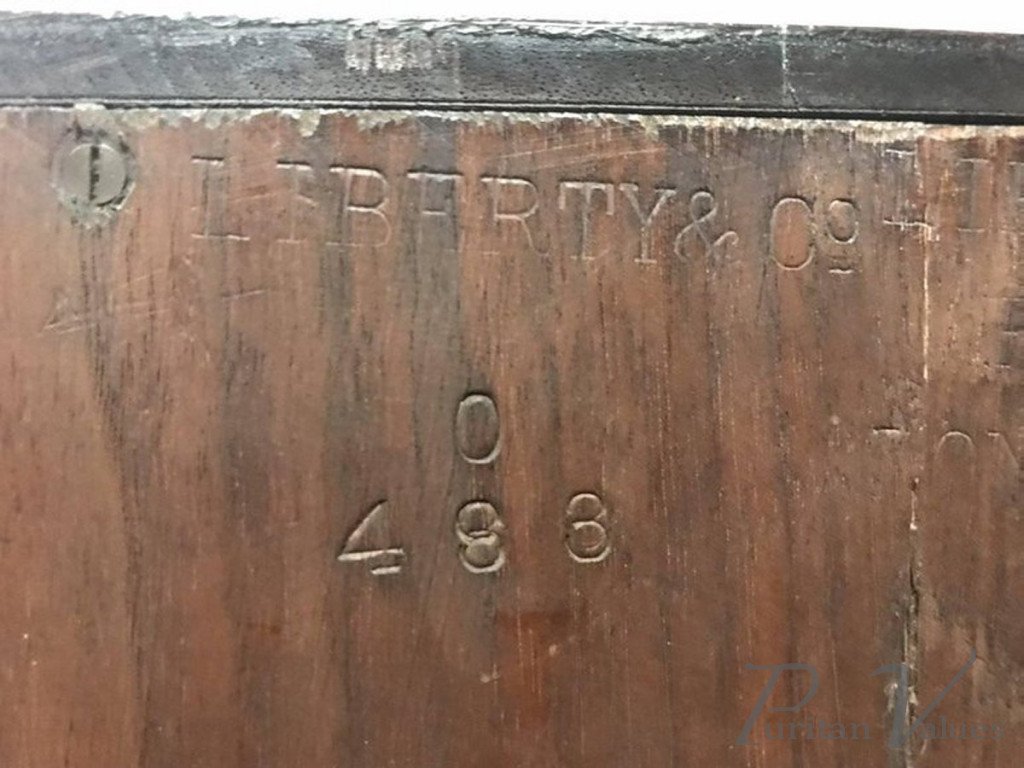 LIBERTY & Cº
0
488
Puritan Values